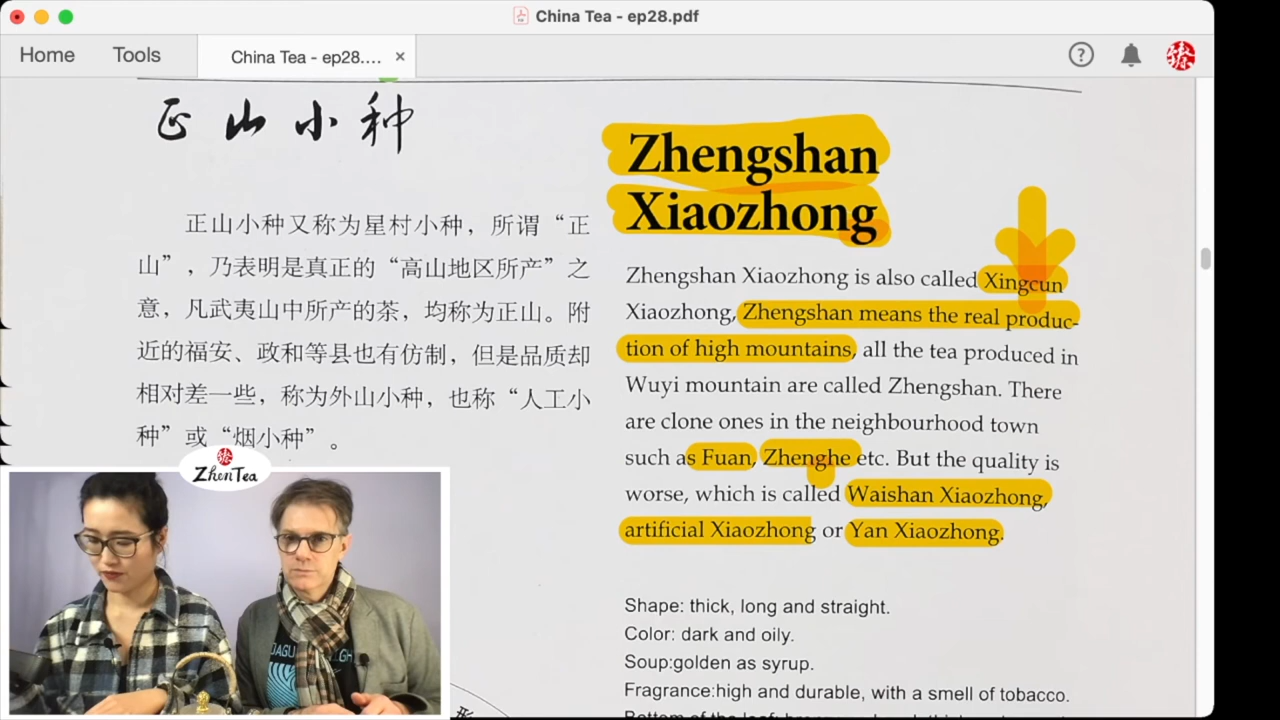 China Tea - ep28.pdf
Home
Tools
China Tea - ep28....
正山小种
正山小种又称为星村小种，所谓“正
山”，乃表明是真正的“高山地区所产”之
意，凡武夷山中所产的茶，均称为正山。附
近的福安、政和等县也有仿制，但是品质却
相对差一些，称为外山小种，也称“人工小
种”或“烟小种”。
Zhengshan
Xiaozhong
Zhengshan Xiaozhong is also called Xingcun
Xiaozhong, Zhengshan means the real produc-
tion of high mountains, all the tea produced in
Wuyi mountain are called Zhengshan. There
are clone ones in the neighbourhood town
such as Fuan, Zhenghe etc. But the quality is
worse, which is called Waishan Xiaozhong,
artificial Xiaozhong or Yan Xiaozhong.
Shape: thick, long and straight.
Color: dark and oily.
Soup:golden as syrup.
Fragrance:high and durable, with a smell of tobacco.
ZhenTea